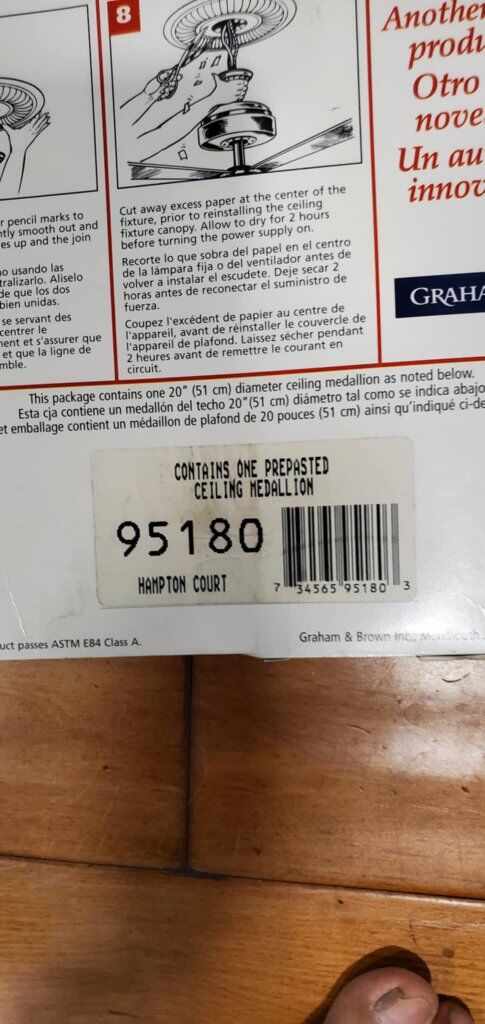 8
Another
produ
Otro
nove
Un au
innov
r pencil marks to
ntly smooth out and
es up and the join
no usando las
tralizarlo. Alíselo
de que los dos
bien unidas.
se servant des
centrer le
ment et s'assurer que
et que la ligne de
mble.
Cut away excess paper at the center of the
fixture, prior to reinstalling the ceiling
fixture canopy. Allow to dry for 2 hours
before turning the power supply on.
Recorte lo que sobra del papel en el centro
de la lámpara fija o del ventilador antes de
volver a instalar el escudete. Deje secar 2
horas antes de reconectar el suministro de
fuerza.
Coupez l'excédent de papier au centre de
l'appareil, avant de réinstaller le couvercle de
l'appareil de plafond. Laissez sécher pendant
2 heures avant de remettre le courant en
circuit.
GRAHA
This package contains one 20" (51 cm) diameter ceiling medallion as noted below.
Esta cja contiene un medallón del techo 20"(51 cm) diámetro tal como se indica abajo
et emballage contient un médaillon de plafond de 20 pouces (51 cm) ainsi qu'indiqué ci-de
CONTAINS ONE PREPASTED
CEILING MEDALLION
95180
HAMPTON COURT
7 34565 95180 3
uct passes ASTM E84 Class A.
Graham & Brown Inc.,